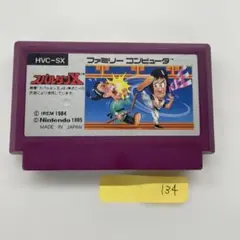 HVC-SX
ファミリー コンピュータ
スパルタンX
© IREM 1984
© Nintendo 1985
MADE IN JAPAN
134